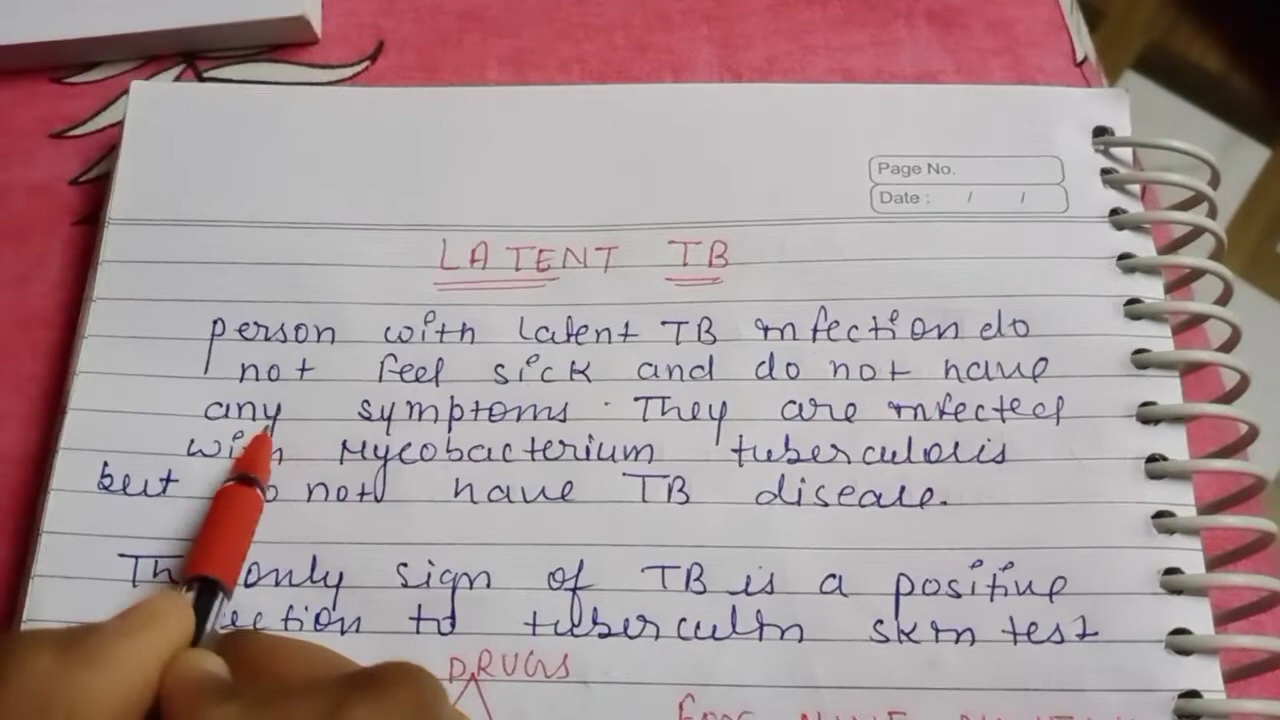 Page No.
Date : / /
LATENT TB
person with Latent TB infection do
not feel sick and do not have
any symptoms. They are infected
with Mycobacterium tuberculosis
but not have TB disease.
only sign of TB is a positive
to tuberculin skin test
DRUGS